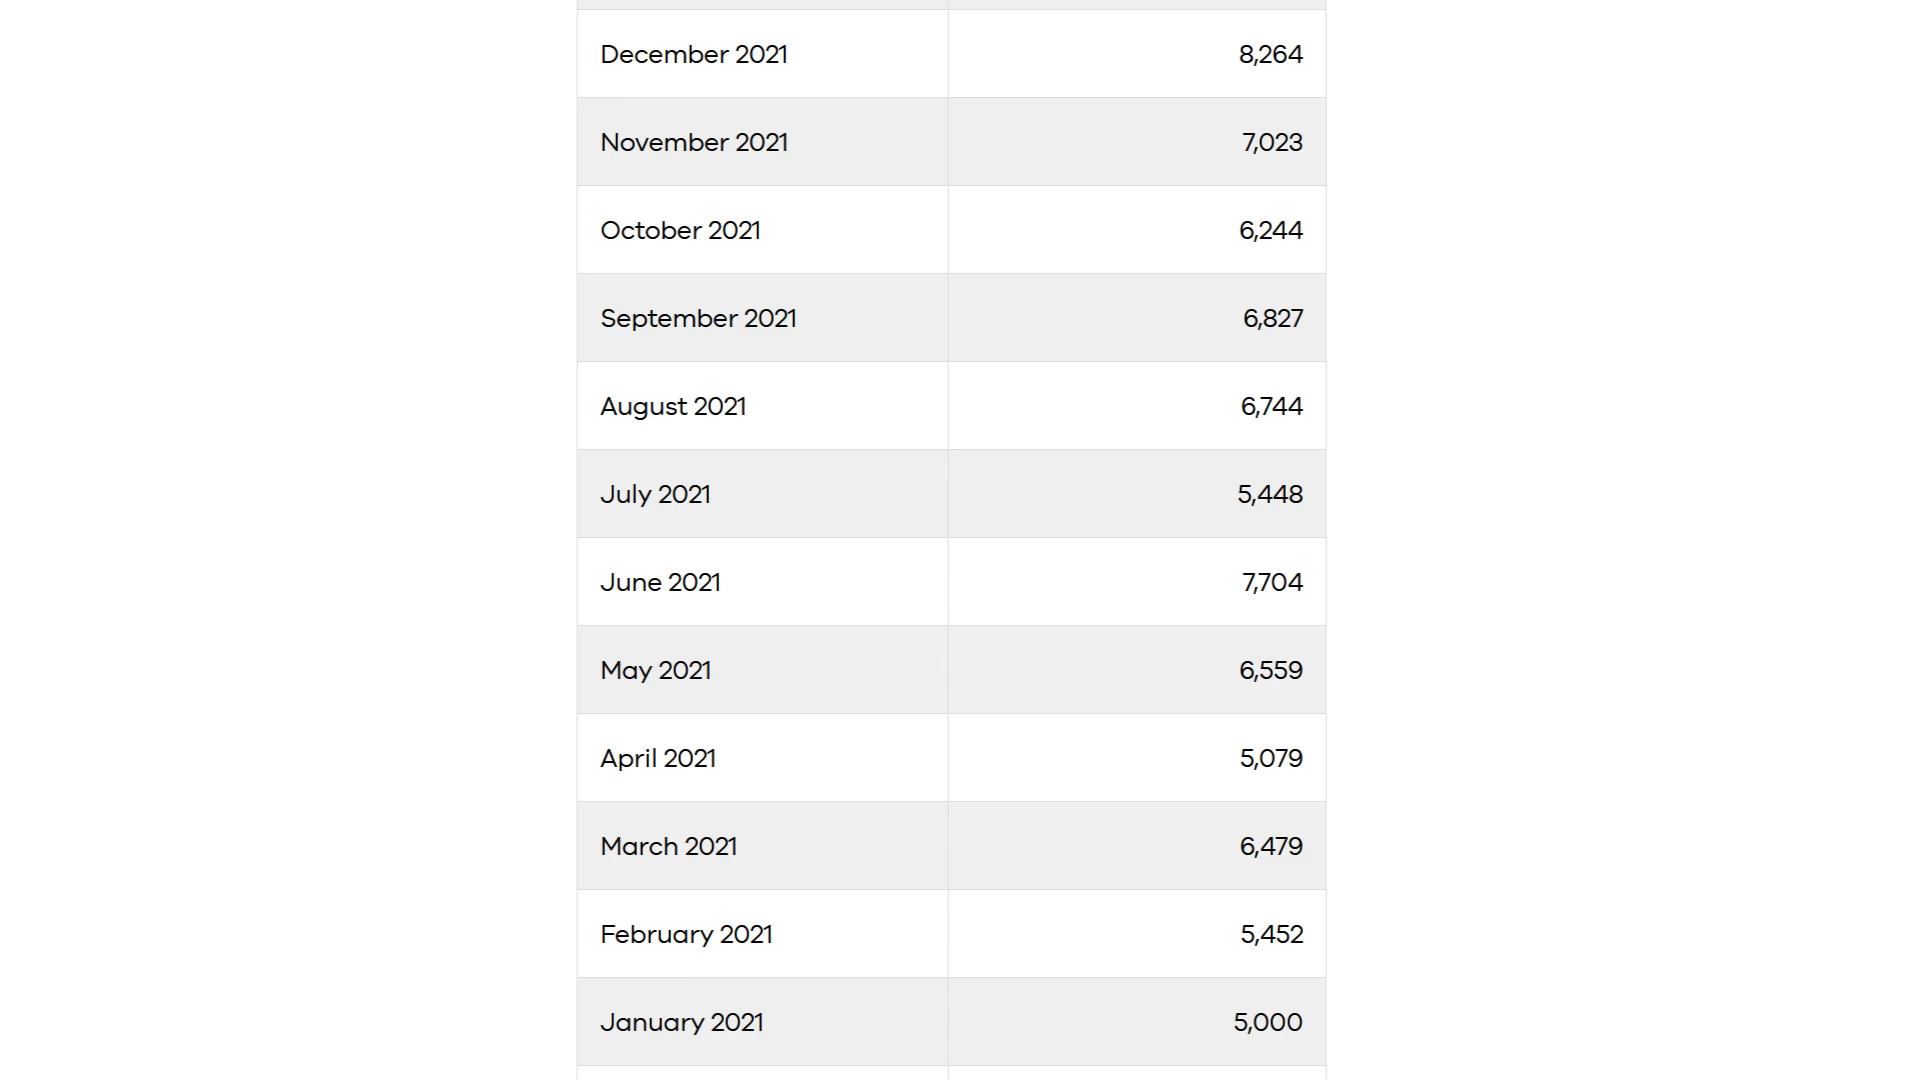 December 2021 8,264
November 2021 7,023
October 2021 6,244
September 2021 6,827
August 2021 6,744
July 2021 5,448
June 2021 7,704
May 2021 6,559
April 2021 5,079
March 2021 6,479
February 2021 5,452
January 2021 5,000